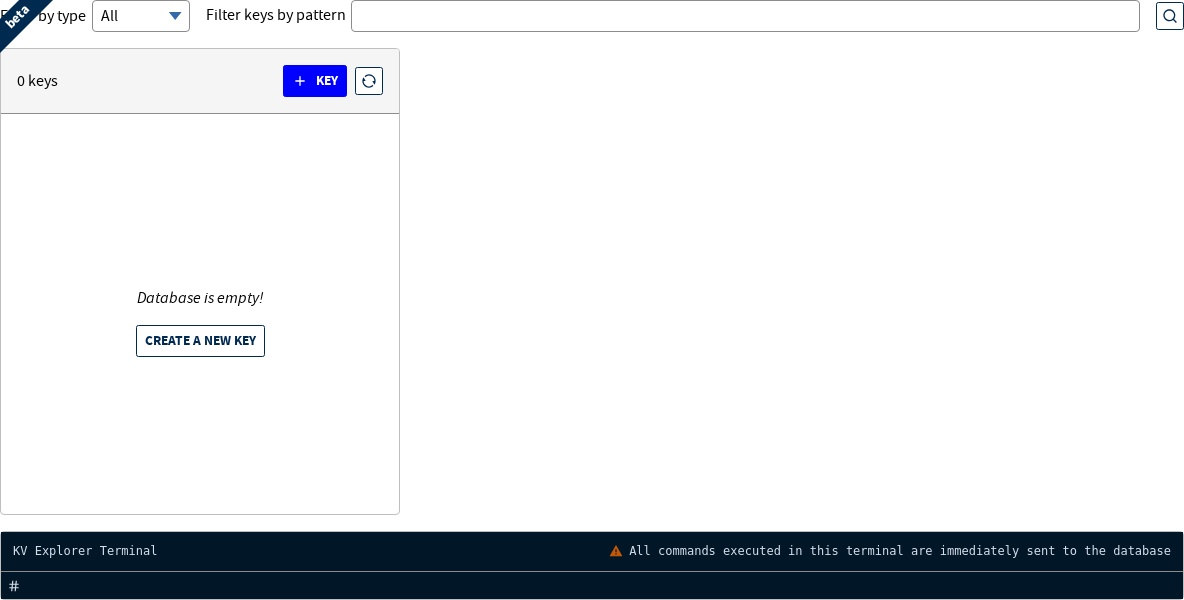 beta
by type
All
Filter keys by pattern
0 keys
+ KEY
Database is empty!
CREATE A NEW KEY
KV Explorer Terminal
All commands executed in this terminal are immediately sent to the database
#